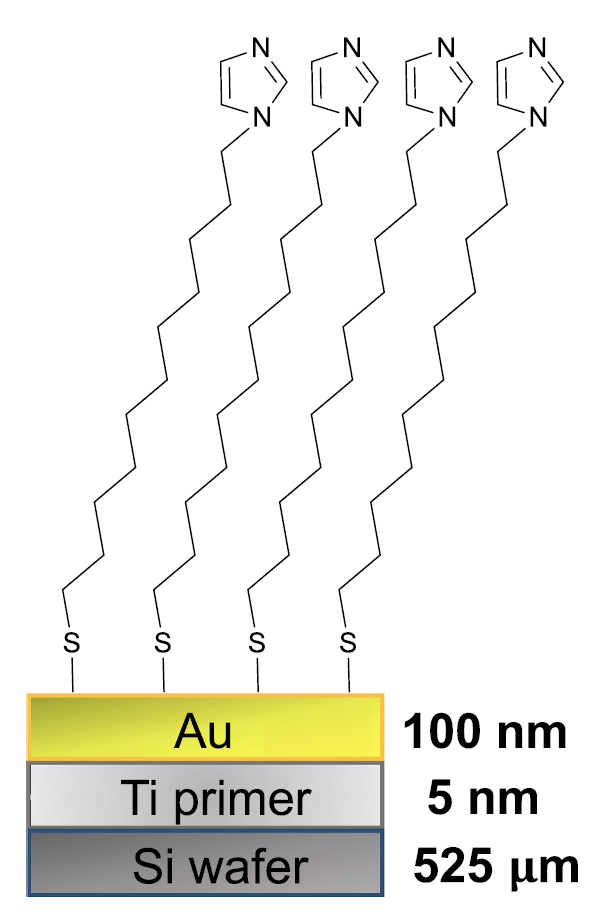 N N N N
N N N N
S S S S
Au 100 nm
Ti primer 5 nm
Si wafer 525 μm